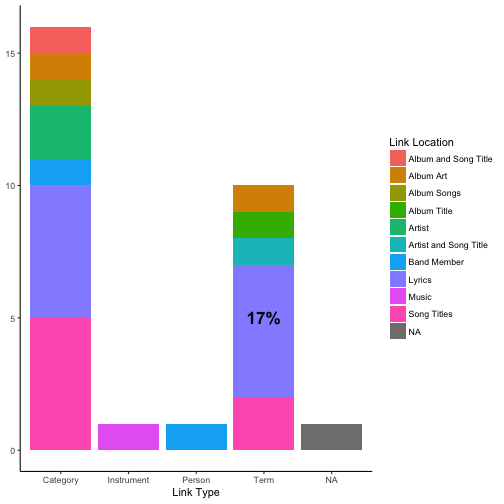 15
10
5
0
17%
Category
Instrument
Person
Term
NA
Link Type
Link Location
Album and Song Title
Album Art
Album Songs
Album Title
Artist
Artist and Song Title
Band Member
Lyrics
Music
Song Titles
NA